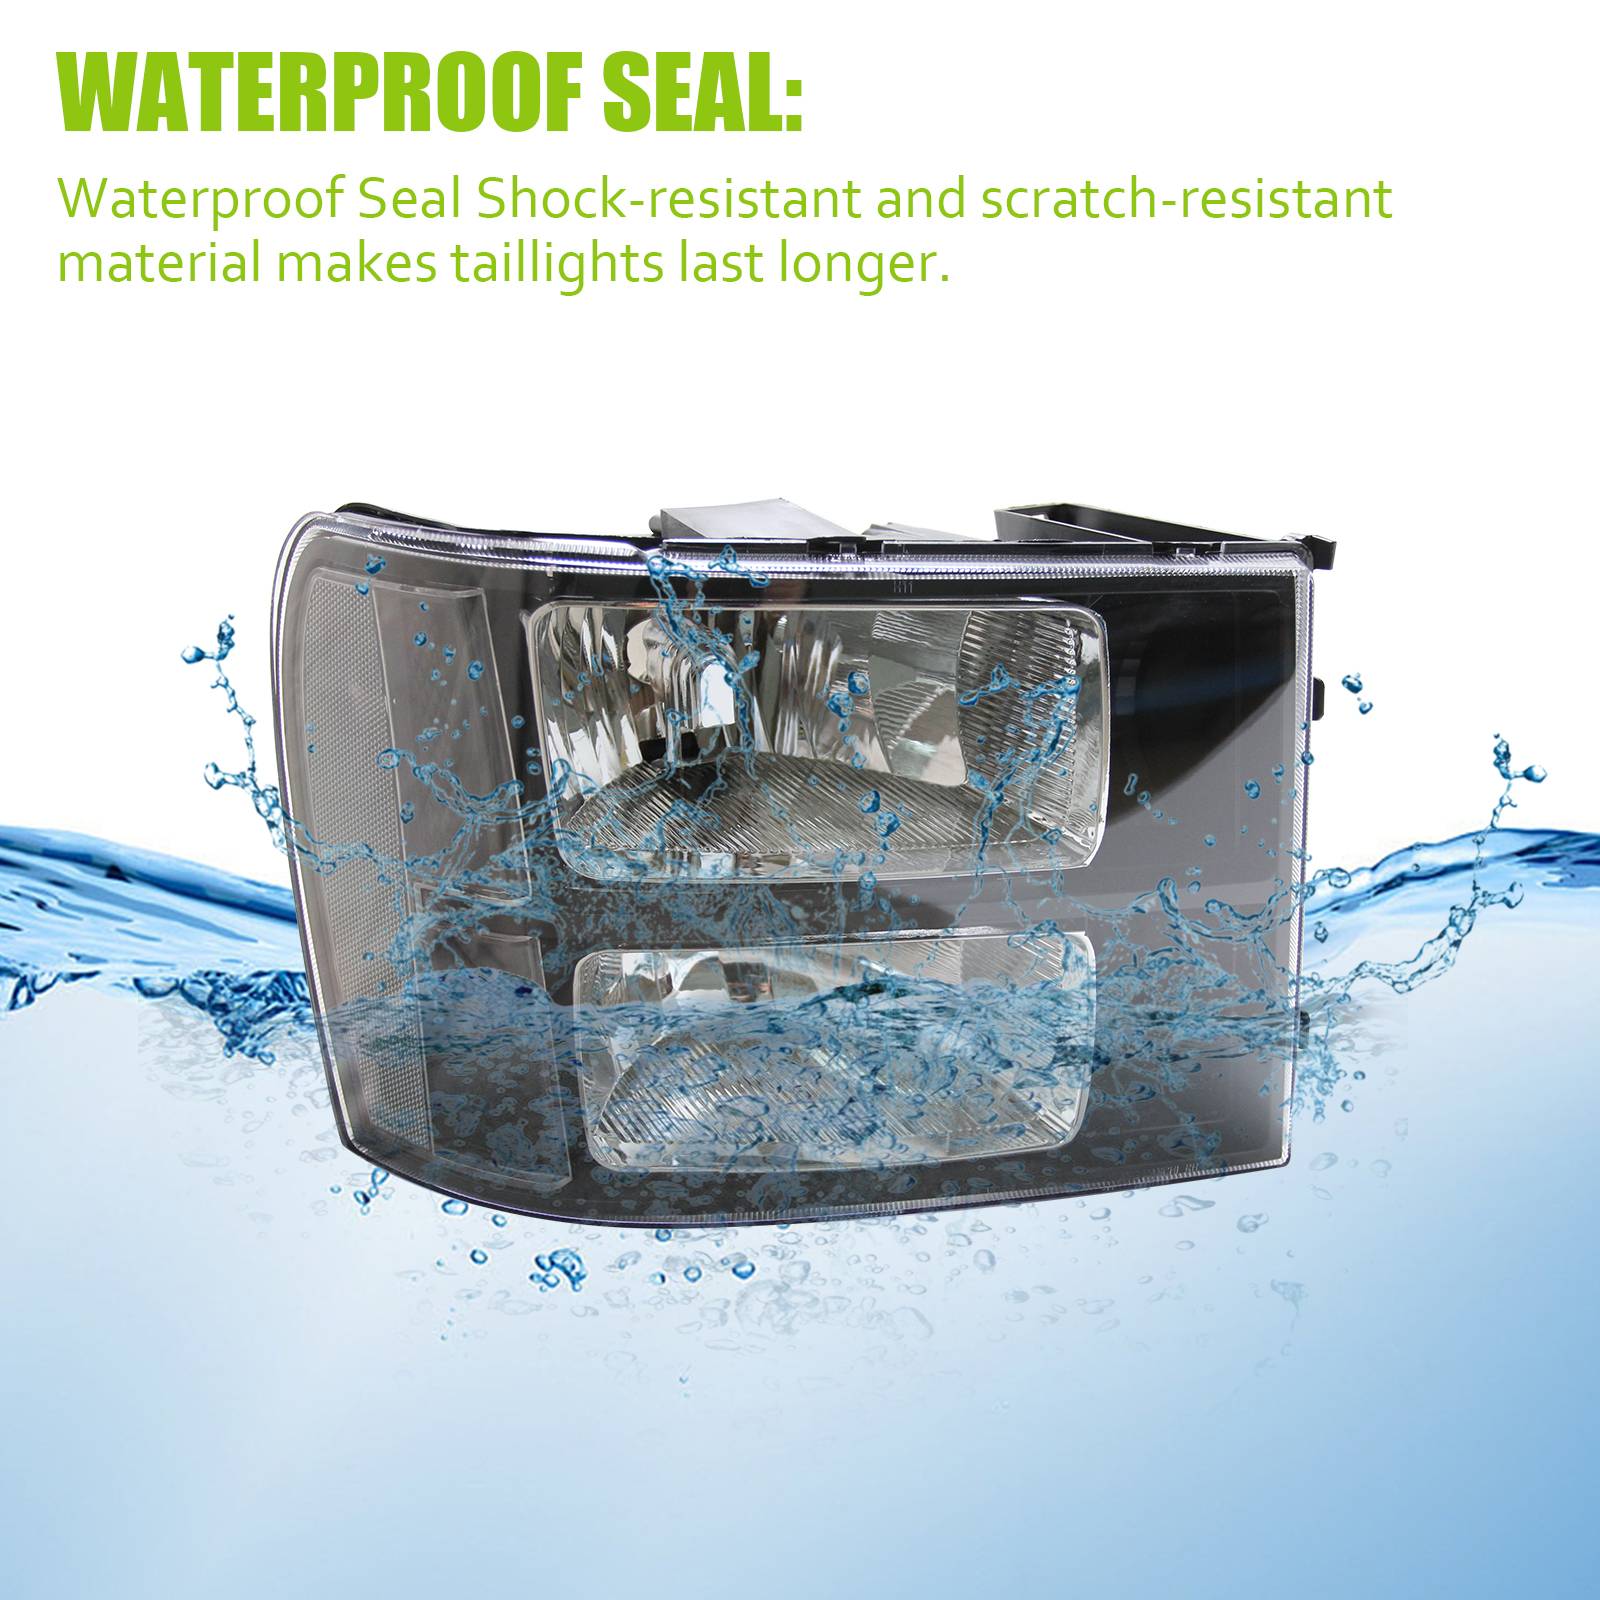 WATERPROOF SEAL:
Waterproof Seal Shock-resistant and scratch-resistant
material makes taillights last longer.